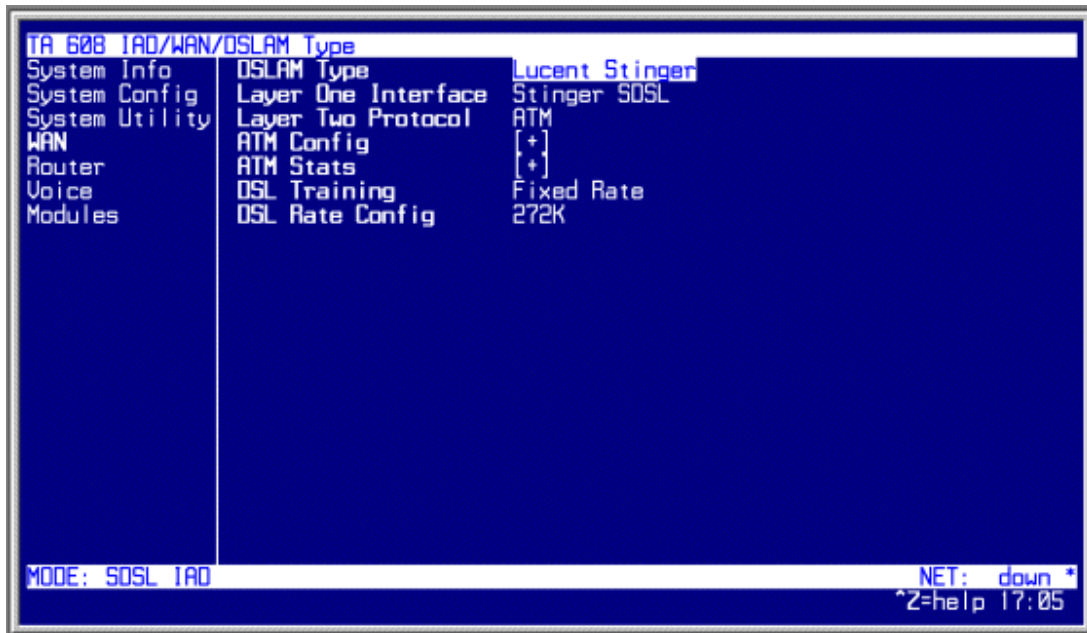 TA 608 IAD/WAN/DSLAM Type
System Info DSLAM Type Lucent Stinger
System Config Layer One Interface Stinger SDSL
System Utility Layer Two Protocol ATM
WAN ATM Config [+]
Router ATM Stats [+]
Voice DSL Training Fixed Rate
Modules DSL Rate Config 272K
MODE: SDSL IAD NET: down *
^Z=help 17:05